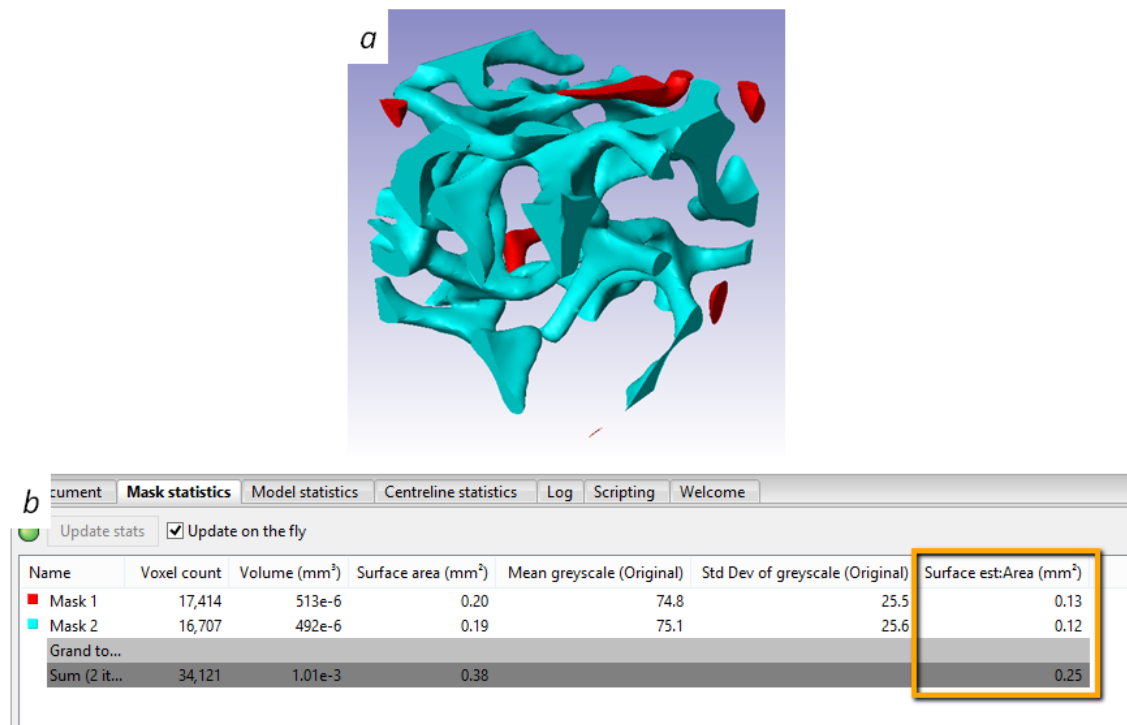 a
b
cument Mask statistics Model statistics Centreline statistics Log Scripting Welcome
Update stats Update on the fly
Name Voxel count Volume (mm³) Surface area (mm²) Mean greyscale (Original) Std Dev of greyscale (Original) Surface est:Area (mm²)
Mask 1 17,414 513e-6 0.20 74.8 25.5 0.13
Mask 2 16,707 492e-6 0.19 75.1 25.6 0.12
Grand to...
Sum (2 it... 34,121 1.01e-3 0.38 0.25